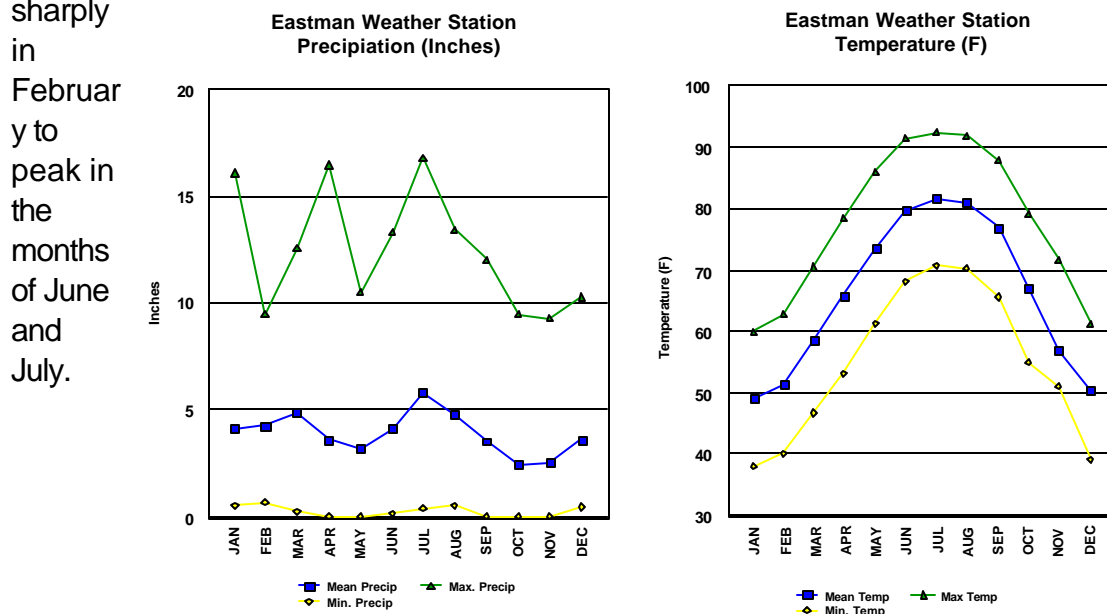 sharply
in
Februar
y to
peak in
the
months
of June
and
July.
Eastman Weather Station
Precipiation (Inches)
20
15
10
5
0
Inches
JAN
FEB
MAR
APR
MAY
JUN
JUL
AUG
SEP
OCT
NOV
DEC
Mean Precip
Max. Precip
Min. Precip
Eastman Weather Station
Temperature (F)
100
90
80
70
60
50
40
30
Temperature (F)
JAN
FEB
MAR
APR
MAY
JUN
JUL
AUG
SEP
OCT
NOV
DEC
Mean Temp
Max Temp
Min. Temp